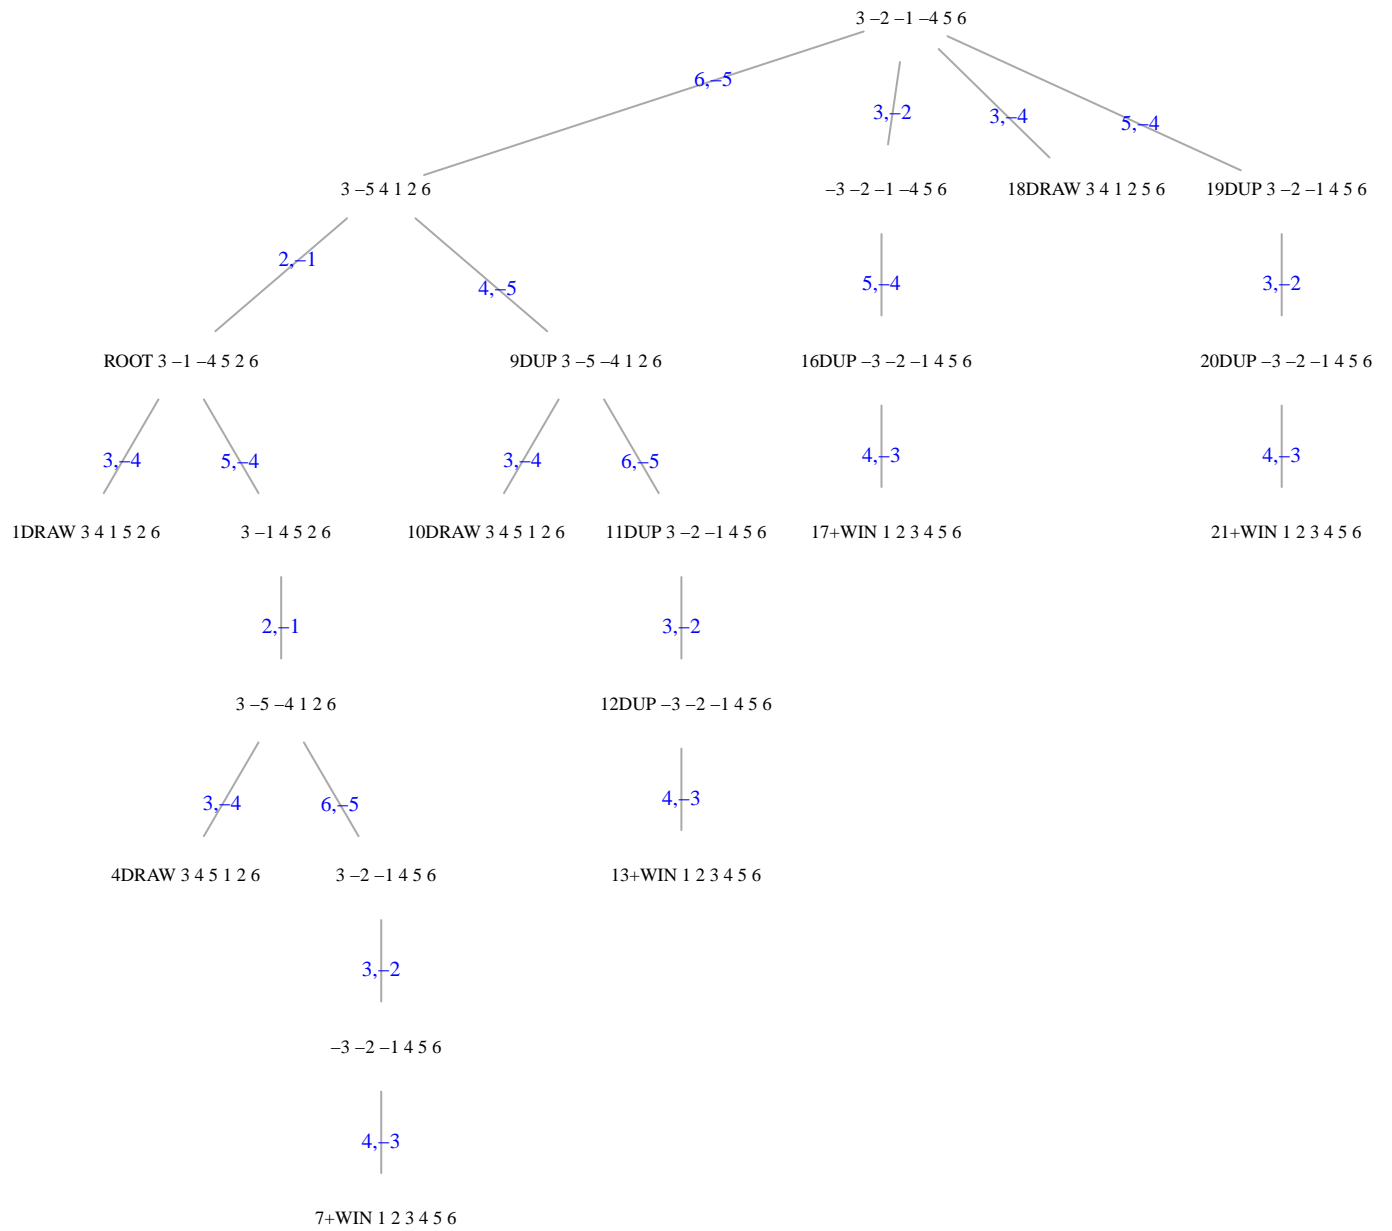 3 –2 –1 –4 5 6
6,–5
3,–2
3,–4
5,–4
3 –5 4 1 2 6
–3 –2 –1 –4 5 6
18DRAW 3 4 1 2 5 6
19DUP 3 –2 –1 4 5 6
2,–1
4,–5
5,–4
3,–2
ROOT 3 –1 –4 5 2 6
9DUP 3 –5 –4 1 2 6
16DUP –3 –2 –1 4 5 6
20DUP –3 –2 –1 4 5 6
3,–4
5,–4
3,–4
6,–5
4,–3
4,–3
1DRAW 3 4 1 5 2 6
3 –1 4 5 2 6
10DRAW 3 4 5 1 2 6
11DUP 3 –2 –1 4 5 6
17+WIN 1 2 3 4 5 6
21+WIN 1 2 3 4 5 6
2,–1
3,–2
3 –5 –4 1 2 6
12DUP –3 –2 –1 4 5 6
3,–4
6,–5
4,–3
4DRAW 3 4 5 1 2 6
3 –2 –1 4 5 6
13+WIN 1 2 3 4 5 6
3,–2
–3 –2 –1 4 5 6
4,–3
7+WIN 1 2 3 4 5 6